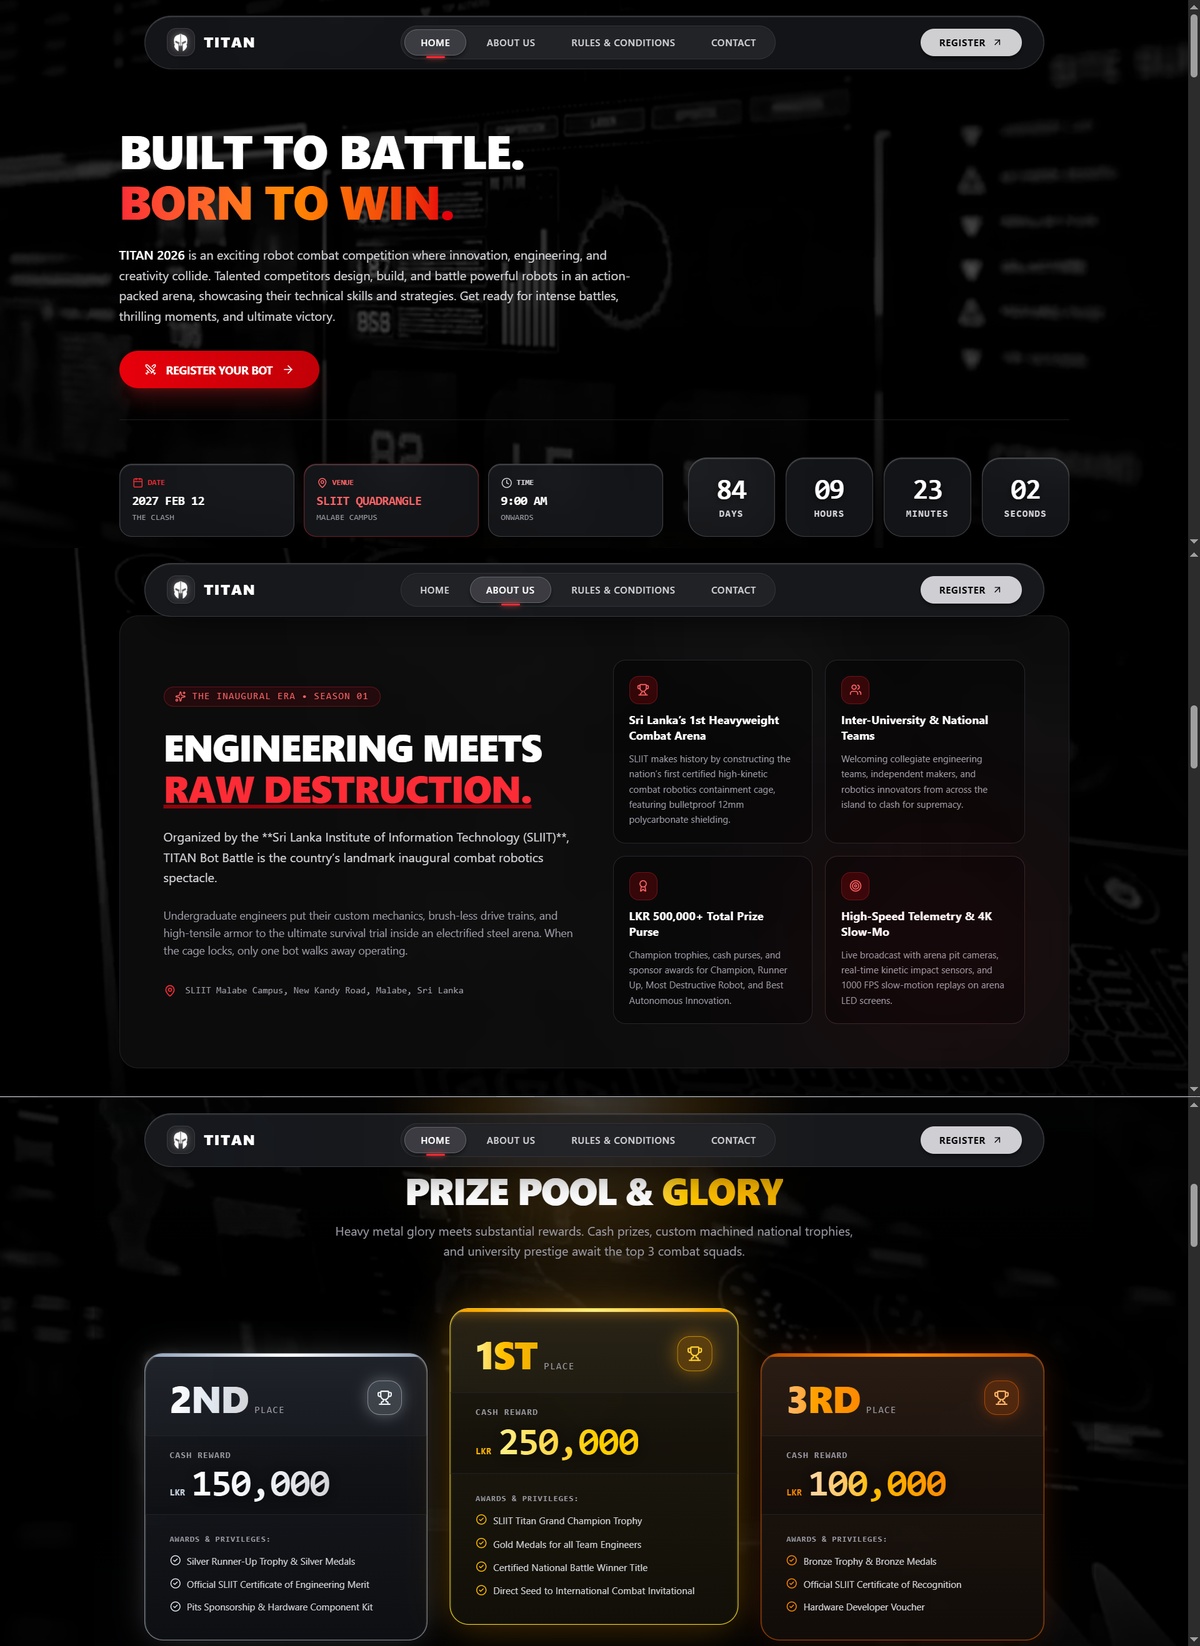 TITAN
HOME
ABOUT US
RULES & CONDITIONS
CONTACT
REGISTER
BUILT TO BATTLE.
BORN TO WIN.
TITAN 2026 is an exciting robot combat competition where innovation, engineering, and
creativity collide. Talented competitors design, build, and battle powerful robots in an action-
packed arena, showcasing their technical skills and strategies. Get ready for intense battles,
thrilling moments, and ultimate victory.
868
REGISTER YOUR BOT
82
DATE
2027 FEB 12
THE CLASH
VENUE
SLIIT QUADRANGLE
MALABE CAMPUS
TIME
9:00 AM
ONWARDS
84
DAYS
09
HOURS
23
MINUTES
02
SECONDS
TITAN
HOME
ABOUT US
RULES & CONDITIONS
CONTACT
REGISTER
THE INAUGURAL ERA • SEASON 01
ENGINEERING MEETS
RAW DESTRUCTION.
Organized by the **Sri Lanka Institute of Information Technology (SLIIT)**,
TITAN Bot Battle is the country's landmark inaugural combat robotics
spectacle.
Undergraduate engineers put their custom mechanics, brush-less drive trains, and
high-tensile armor to the ultimate survival trial inside an electrified steel arena. When
the cage locks, only one bot walks away operating.
SLIIT Malabe Campus, New Kandy Road, Malabe, Sri Lanka
Sri Lanka's 1st Heavyweight
Combat Arena
SLIIT makes history by constructing the
nation's first certified high-kinetic
combat robotics containment cage,
featuring bulletproof 12mm
polycarbonate shielding.
Inter-University & National
Teams
Welcoming collegiate engineering
teams, independent makers, and
robotics innovators from across the
island to clash for supremacy.
LKR 500,000+ Total Prize
Purse
Champion trophies, cash purses, and
sponsor awards for Champion, Runner
Up, Most Destructive Robot, and Best
Autonomous Innovation.
High-Speed Telemetry & 4K
Slow-Mo
Live broadcast with arena pit cameras,
real-time kinetic impact sensors, and
1000 FPS slow-motion replays on arena
LED screens.
TITAN
HOME
ABOUT US
RULES & CONDITIONS
CONTACT
REGISTER
PRIZE POOL & GLORY
Heavy metal glory meets substantial rewards. Cash prizes, custom machined national trophies,
and university prestige await the top 3 combat squads.
2ND PLACE
CASH REWARD
LKR 150,000
AWARDS & PRIVILEGES:
Silver Runner-Up Trophy & Silver Medals
Official SLIIT Certificate of Engineering Merit
Pits Sponsorship & Hardware Component Kit
1ST PLACE
CASH REWARD
LKR 250,000
AWARDS & PRIVILEGES:
SLIIT Titan Grand Champion Trophy
Gold Medals for all Team Engineers
Certified National Battle Winner Title
Direct Seed to International Combat Invitational
3RD PLACE
CASH REWARD
LKR 100,000
AWARDS & PRIVILEGES:
Bronze Trophy & Bronze Medals
Official SLIIT Certificate of Recognition
Hardware Developer Voucher